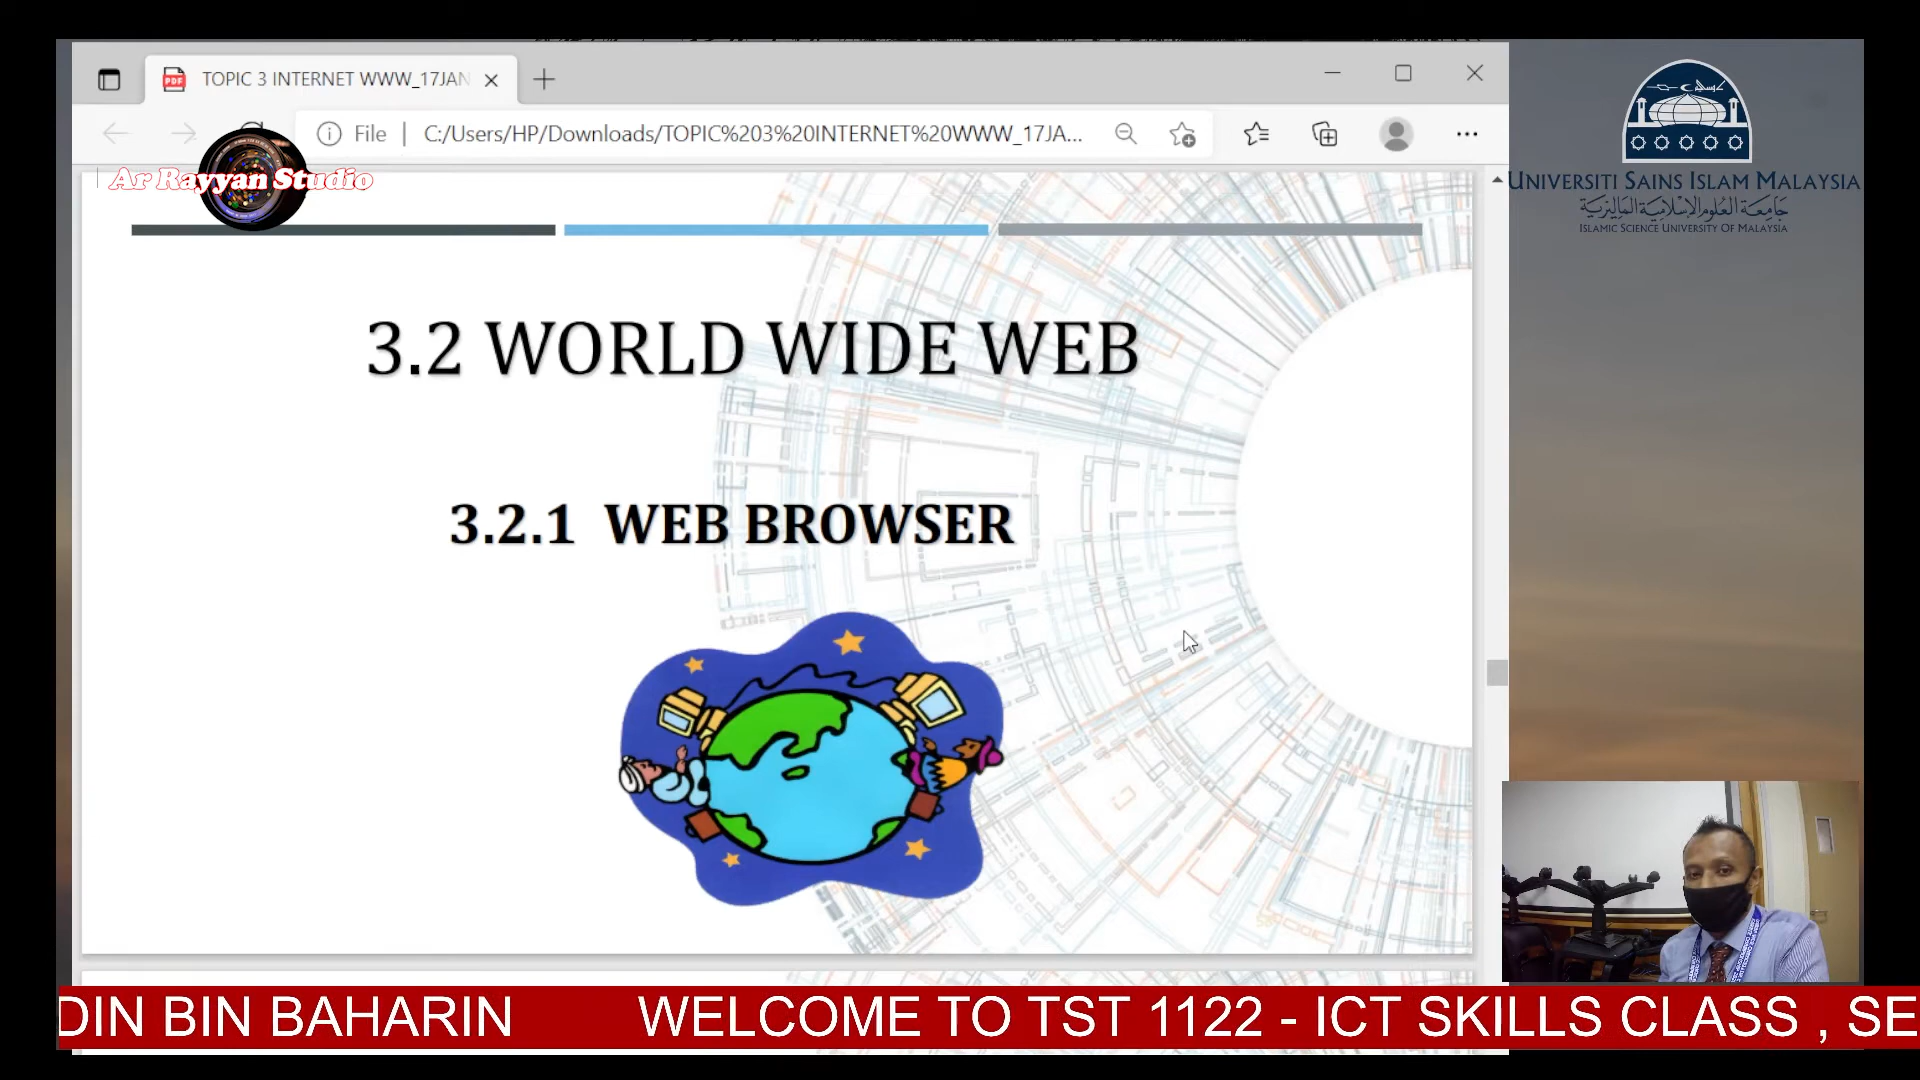 TOPIC 3 INTERNET WWW_17JAN
File
C:/Users/HP/Downloads/TOPIC%203%20INTERNET%20WWW_17JA...
Ar Rayyan Studio
UNIVERSITI SAINS ISLAM MALAYSIA
جامعة العلوم الإسلامية الماليزية
ISLAMIC SCIENCE UNIVERSITY OF MALAYSIA
3.2 WORLD WIDE WEB
3.2.1 WEB BROWSER
DIN BIN BAHARIN
WELCOME TO TST 1122 - ICT SKILLS CLASS , SE